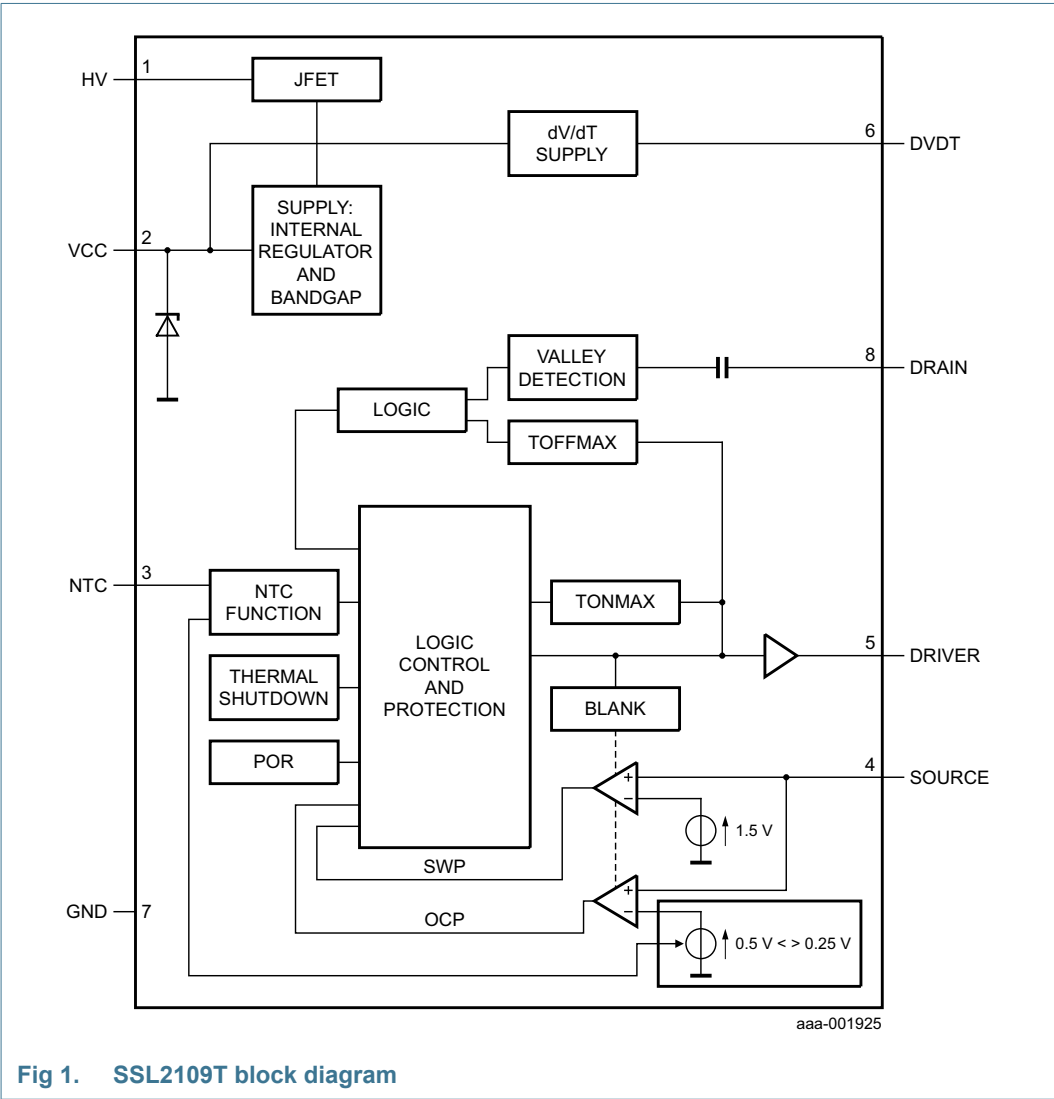 HV
1
JFET
dV/dT
SUPPLY
6
DVDT
SUPPLY:
INTERNAL
REGULATOR
AND
BANDGAP
VCC
2
VALLEY
DETECTION
8
DRAIN
LOGIC
TOFFMAX
NTC
3
NTC
FUNCTION
TONMAX
LOGIC
CONTROL
AND
PROTECTION
5
DRIVER
THERMAL
SHUTDOWN
BLANK
POR
4
SOURCE
+
−
1.5 V
SWP
GND
7
OCP
+
−
0.5 V < > 0.25 V
aaa-001925
Fig 1. SSL2109T block diagram